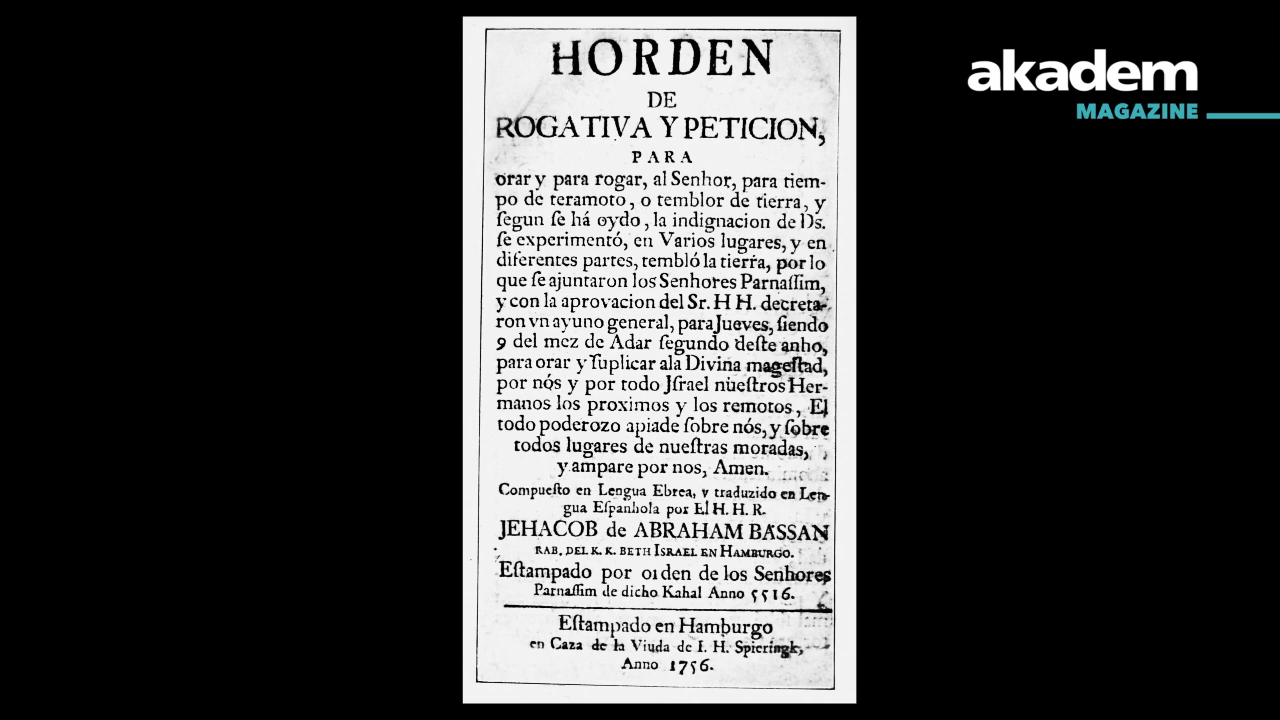 HORDEN
DE
ROGATIVA Y PETICION,
PARA
orar y para rogar, al Senhor, para tiem-
po de teramoto, o temblor de tierra, y
ſegun ſe há oydo, la indignacion de Ds.
ſe experimentó, en Varios lugares, y en
diferentes partes, tembló la tierra, por lo
que ſe ajuntaron los Senhores Parnaſſim,
y con la aprovacion del Sr. H H. decreta-
ron vn ayuno general, para Jueves, ſiendo
9 del mez de Adar ſegundo deſte anho,
para orar y ſuplicar ala Divina mageſtad,
por nós y por todo Jſrael nueſtros Her-
manos los proximos y los remotos, El
todo poderozo apiade ſobre nós, y ſobre
todos lugares de nueſtras moradas,
y ampare por nos, Amen.
Compueſto en Lengua Ebrea, y traduzido en Len-
gua Eſpanhola por El H. H. R.
JEHACOB de ABRAHAM BASSAN
RAB. DEL K. K. BETH ISRAEL EN HAMBURGO.
Eſtampado por orden de los Senhores
Parnaſſim de dicho Kahal Anno 5516.
Eſtampado en Hamburgo
en Caza de la Viuda de I. H. Spieringk,
Anno 1756.
akadem
MAGAZINE